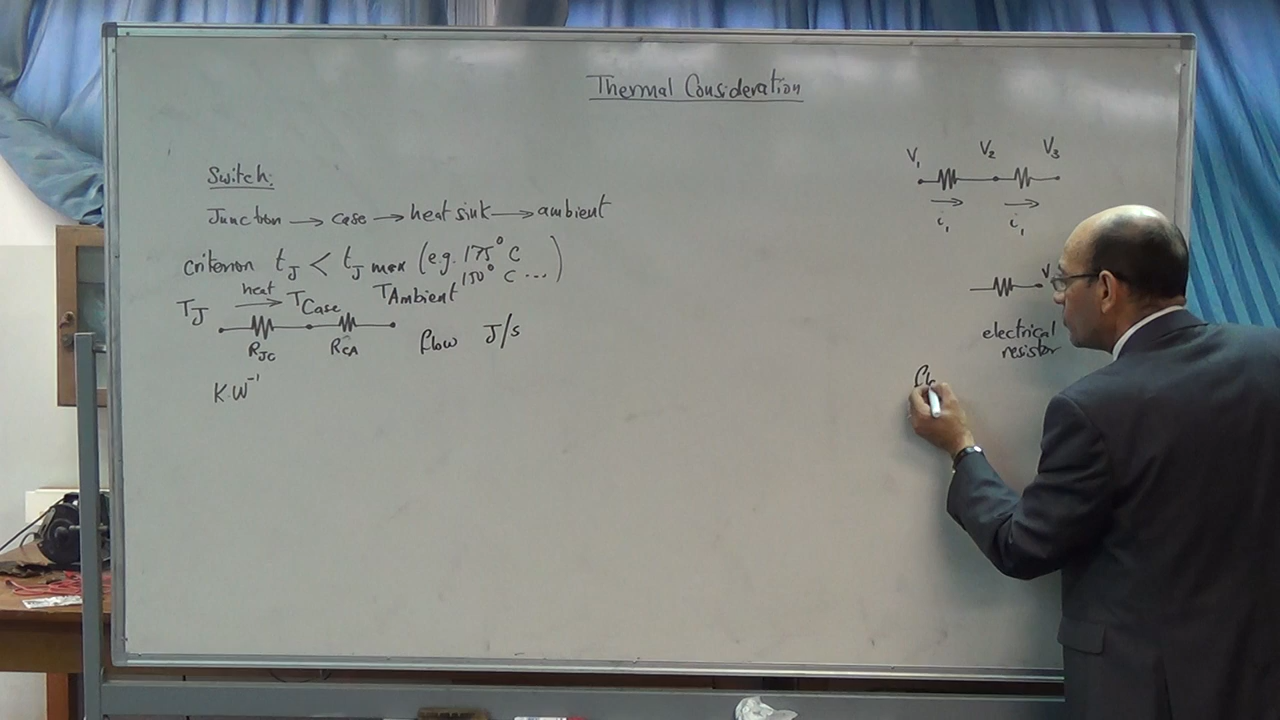 Thermal Consideration
Switch:
Junction → case → heat sink → ambient
criterion tJ < tJ max (e.g. 175° C
150° C ...)
heat
TJ → TCase TAmbient
RJC RCA flow J/s
K.W⁻¹
V1 V2 V3
i1 i1
V
electrical
resistor